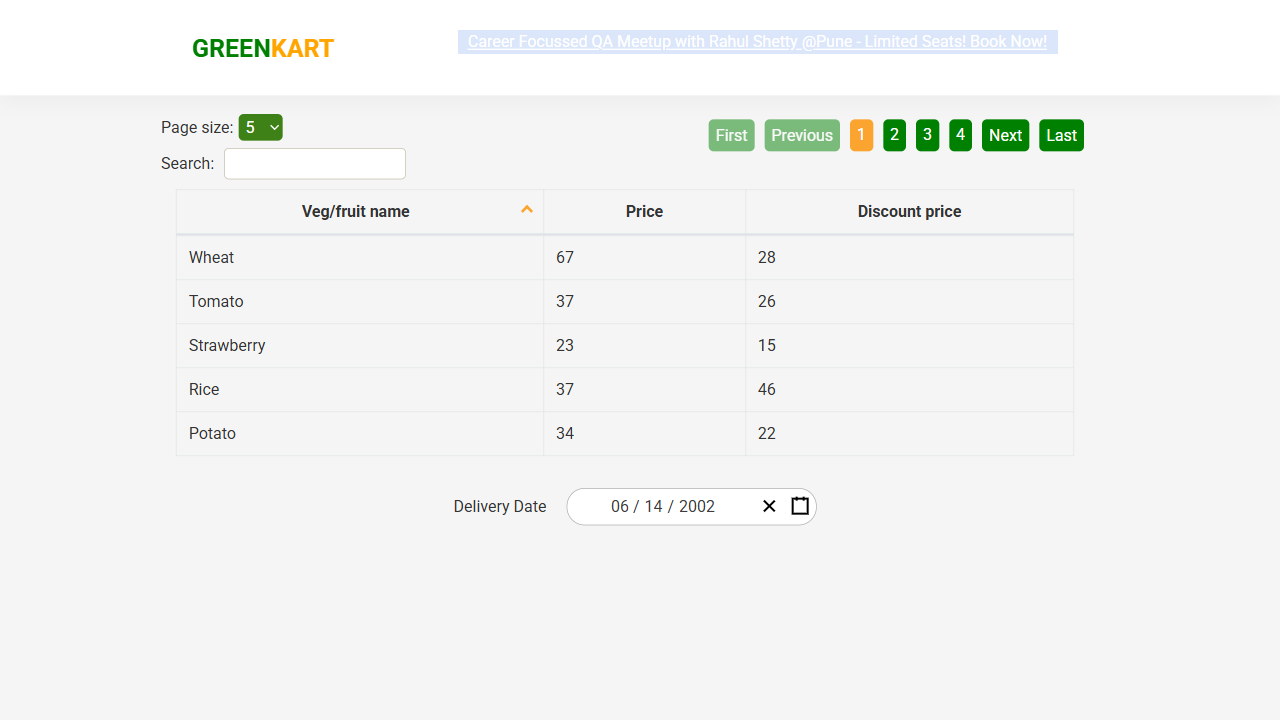 GREENKART
Career Focussed QA Meetup with Rahul Shetty @Pune - Limited Seats! Book Now!
Page size: 5
First Previous 1 2 3 4 Next Last
Search:
Veg/fruit name Price Discount price
Wheat 67 28
Tomato 37 26
Strawberry 23 15
Rice 37 46
Potato 34 22
Delivery Date 06 / 14 / 2002